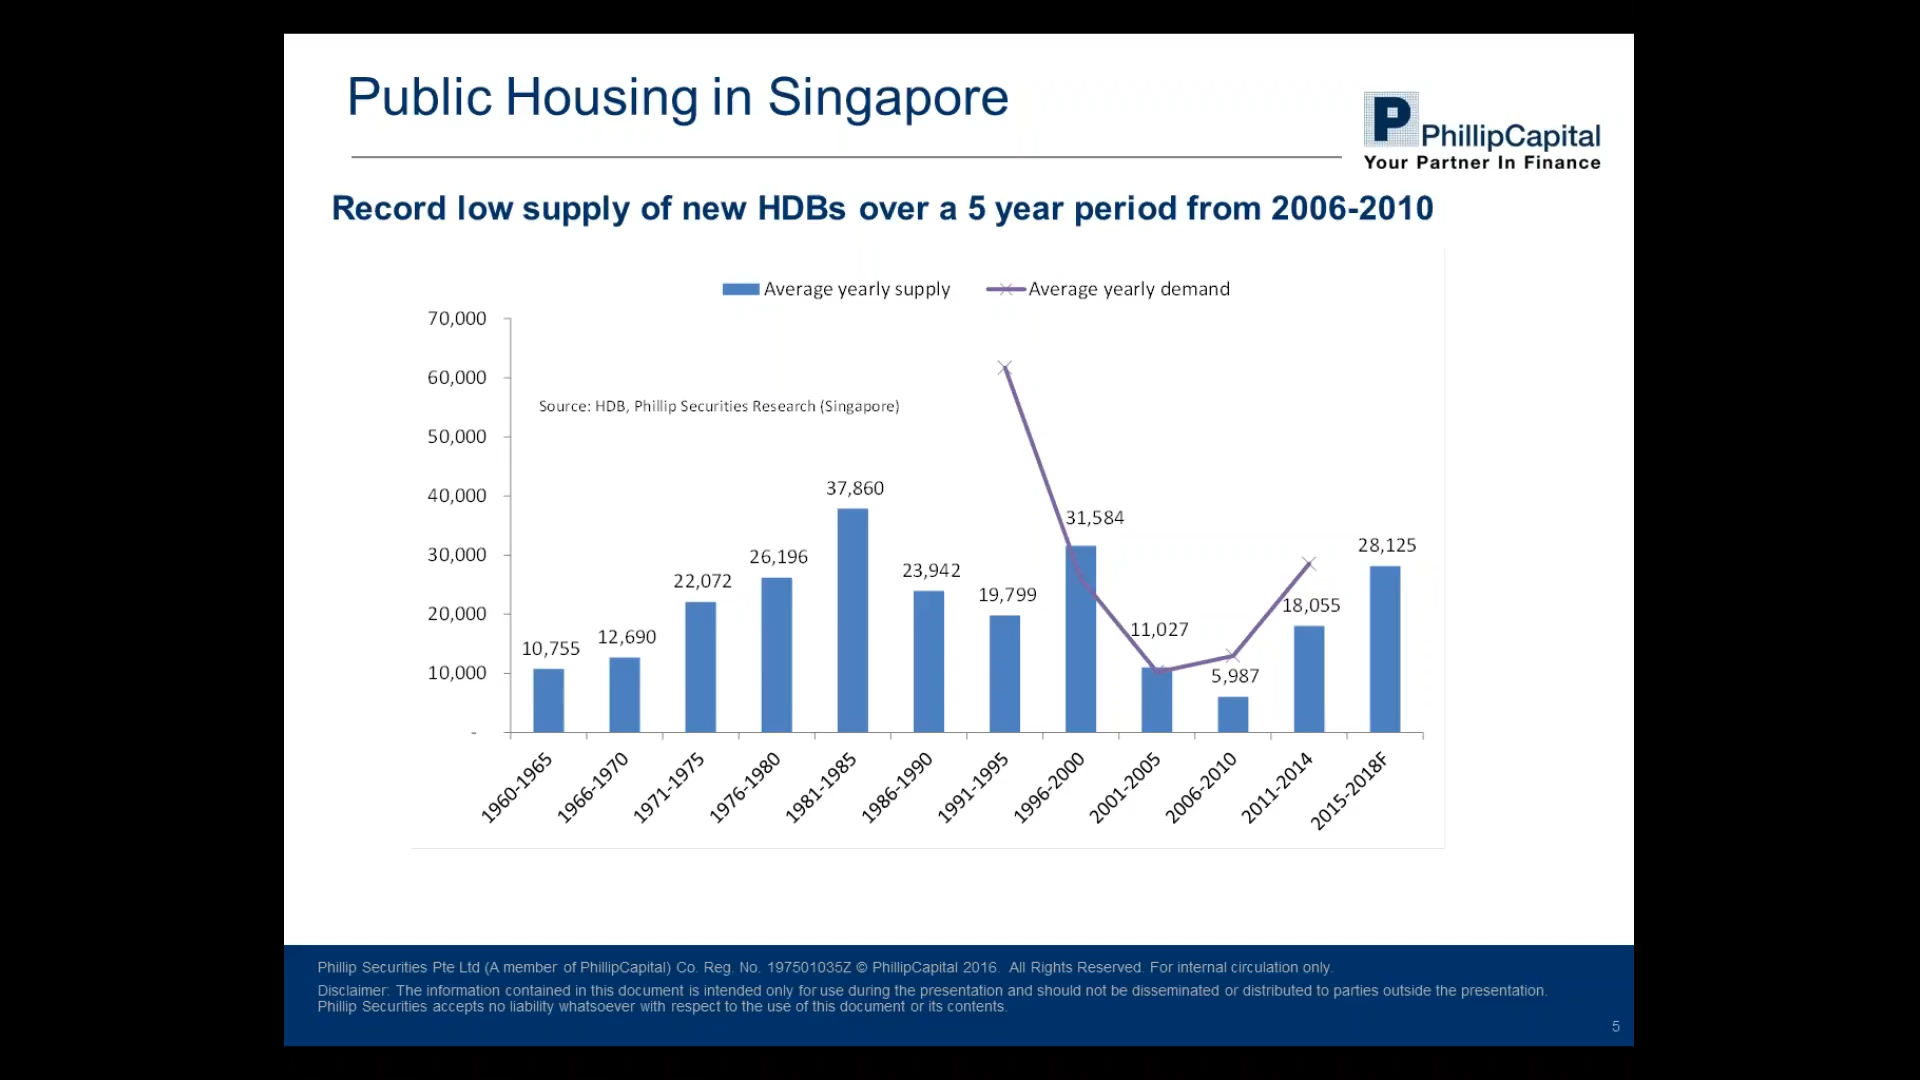 Public Housing in Singapore
P
PhillipCapital
Your Partner In Finance
Record low supply of new HDBs over a 5 year period from 2006-2010
Average yearly supply
Average yearly demand
70,000
60,000
50,000
40,000
30,000
20,000
10,000
-
Source: HDB, Phillip Securities Research (Singapore)
10,755
12,690
22,072
26,196
37,860
23,942
19,799
31,584
11,027
5,987
18,055
28,125
1960-1965
1966-1970
1971-1975
1976-1980
1981-1985
1986-1990
1991-1995
1996-2000
2001-2005
2006-2010
2011-2014
2015-2018F
Phillip Securities Pte Ltd (A member of PhillipCapital) Co. Reg. No. 197501035Z © PhillipCapital 2016. All Rights Reserved. For internal circulation only.
Disclaimer: The information contained in this document is intended only for use during the presentation and should not be disseminated or distributed to parties outside the presentation.
Phillip Securities accepts no liability whatsoever with respect to the use of this document or its contents.
5